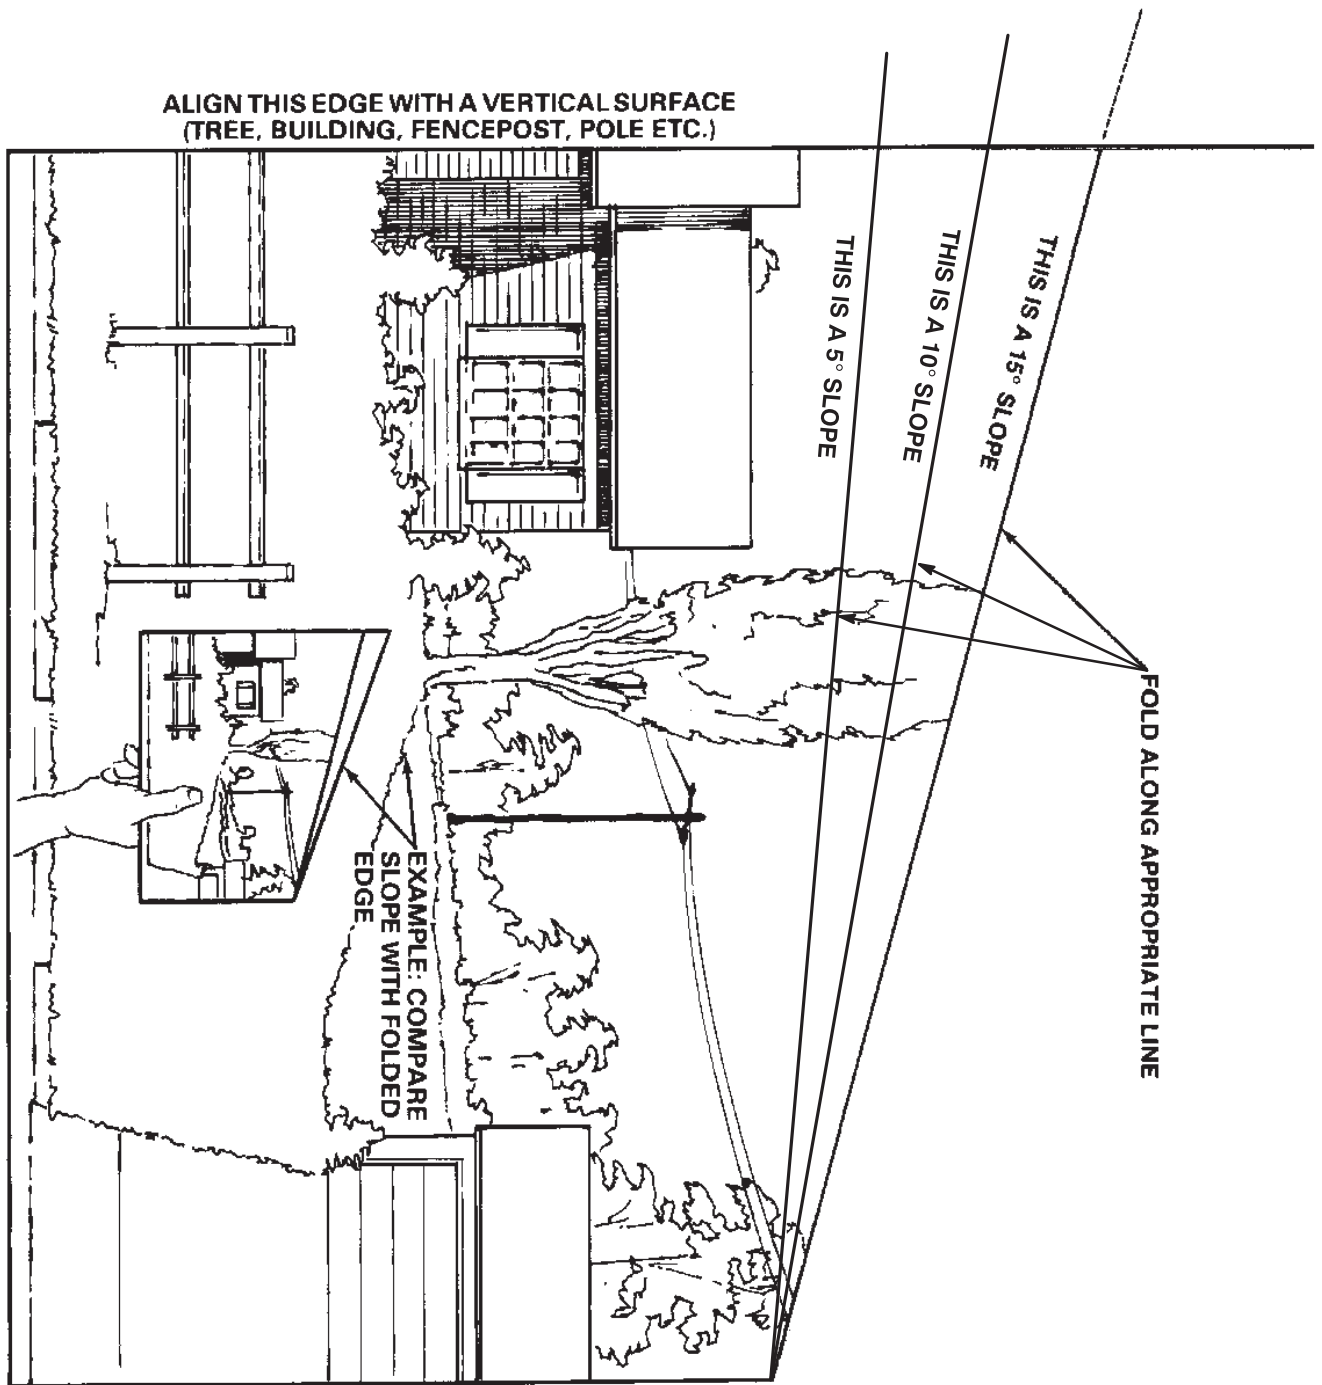 ALIGN THIS EDGE WITH A VERTICAL SURFACE
(TREE, BUILDING, FENCEPOST, POLE ETC.)
THIS IS A 5° SLOPE
THIS IS A 10° SLOPE
THIS IS A 15° SLOPE
FOLD ALONG APPROPRIATE LINE
EXAMPLE: COMPARE
SLOPE WITH FOLDED
EDGE